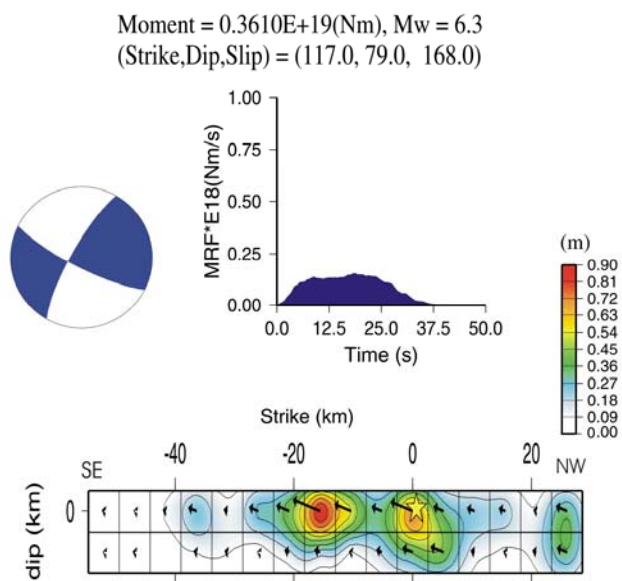 Moment = 0.3610E+19(Nm), Mw = 6.3
(Strike,Dip,Slip) = (117.0, 79.0, 168.0)
1.00
0.75
0.50
0.25
0.00
MRF*E18(Nm/s)
0.0 12.5 25.0 37.5 50.0
Time (s)
(m)
0.90
0.81
0.72
0.63
0.54
0.45
0.36
0.27
0.18
0.09
0.00
Strike (km)
-40 -20 0 20
SE NW
0
dip (km)